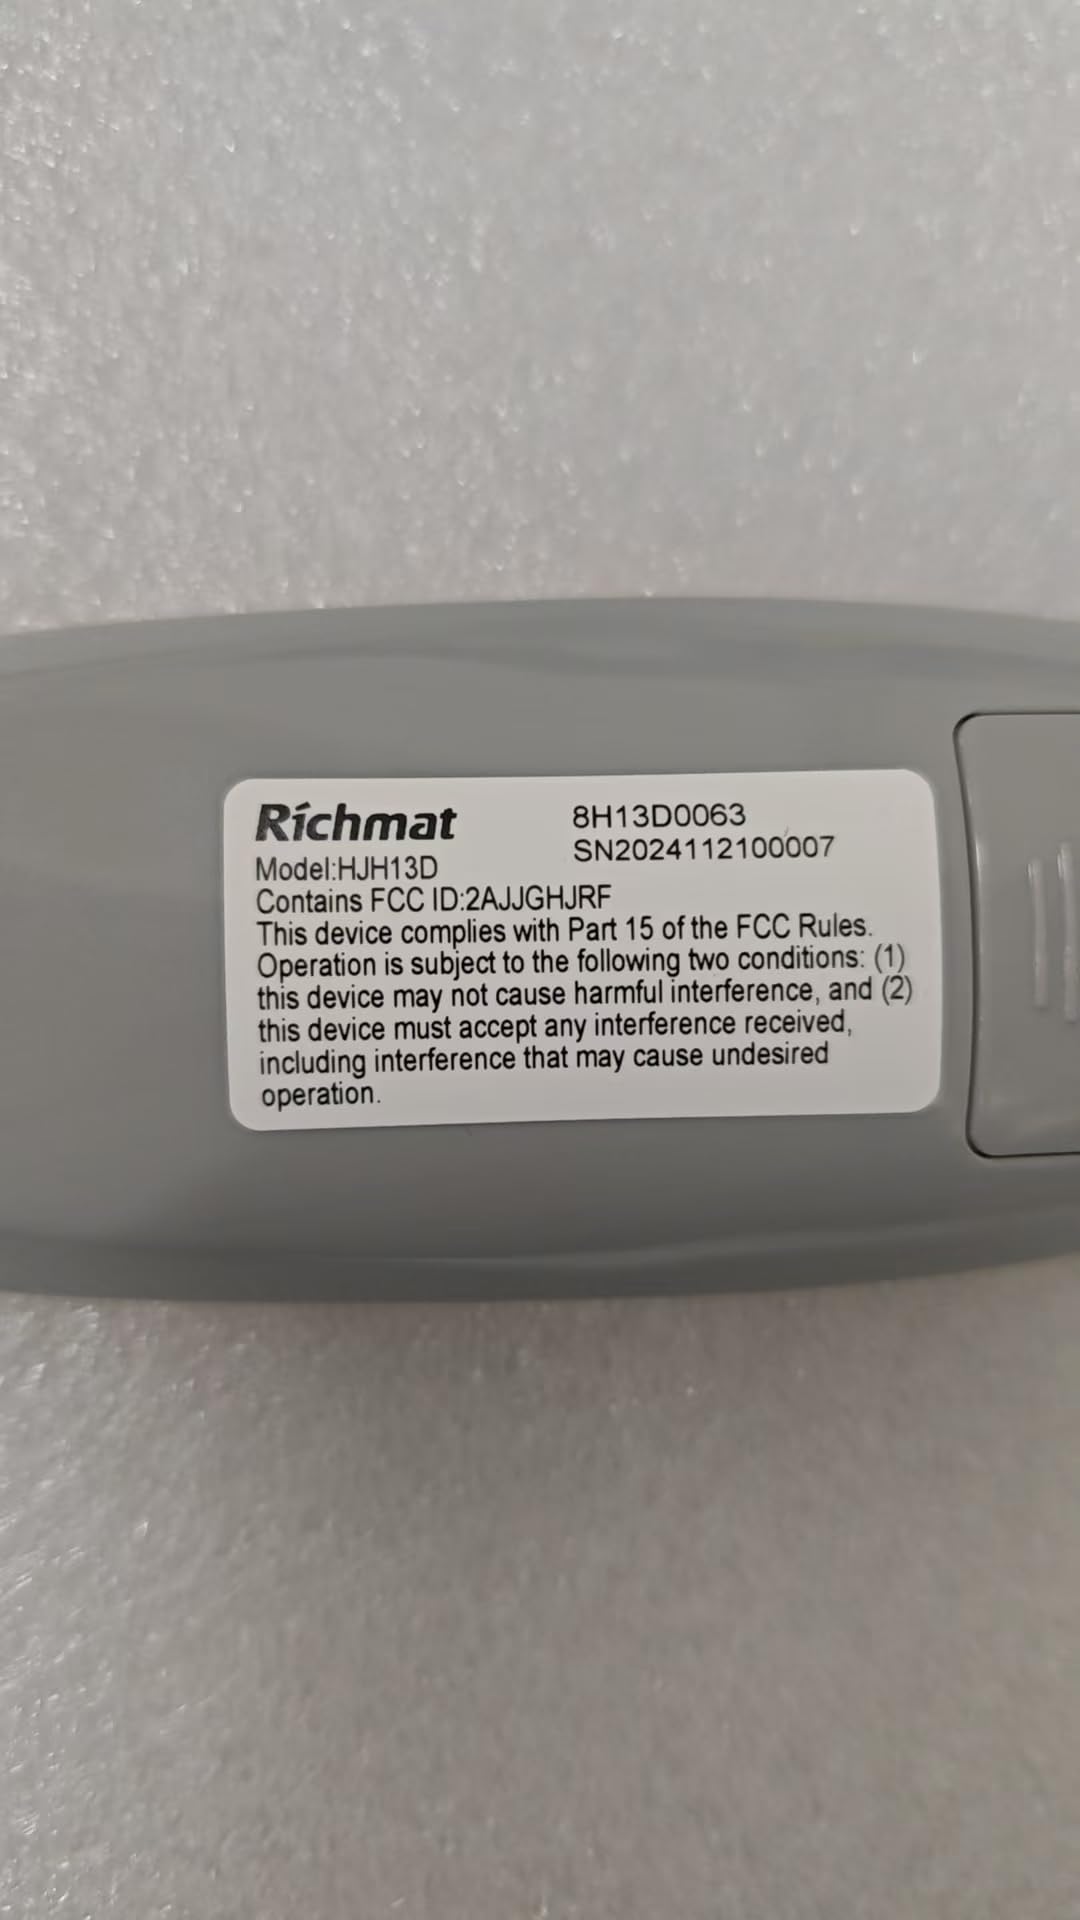 Richmat
8H13D0063
SN2024112100007
Model:HJH13D
Contains FCC ID:2AJJGHJRF
This device complies with Part 15 of the FCC Rules.
Operation is subject to the following two conditions: (1)
this device may not cause harmful interference, and (2)
this device must accept any interference received,
including interference that may cause undesired
operation.